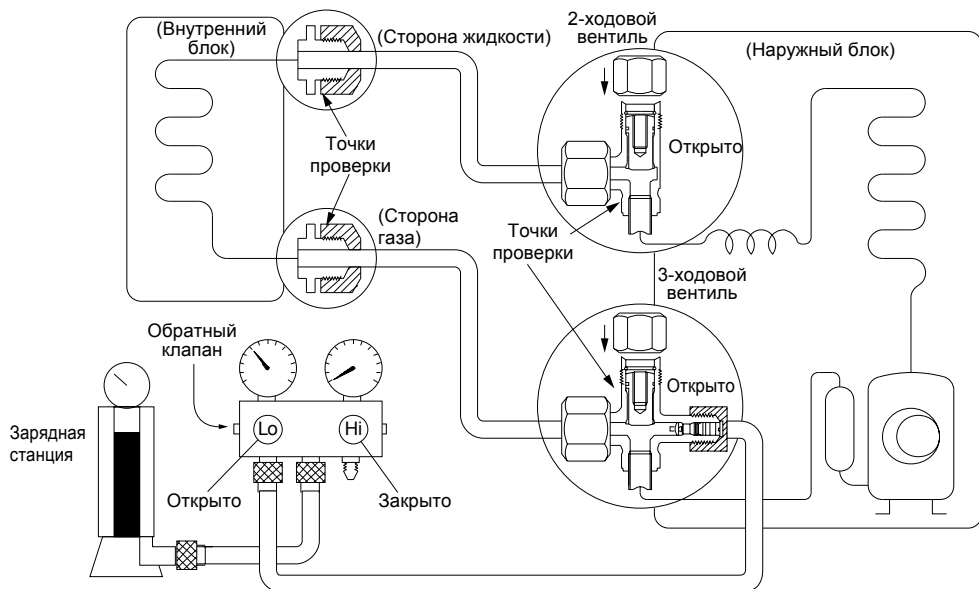 (Внутренний
блок)
(Сторона жидкости)
2-ходовой
вентиль
(Наружный блок)
Открыто
Точки
проверки
(Сторона
газа)
Точки
проверки
3-ходовой
вентиль
Обратный
клапан
Открыто
Зарядная
станция
Lo
Hi
Открыто
Закрыто